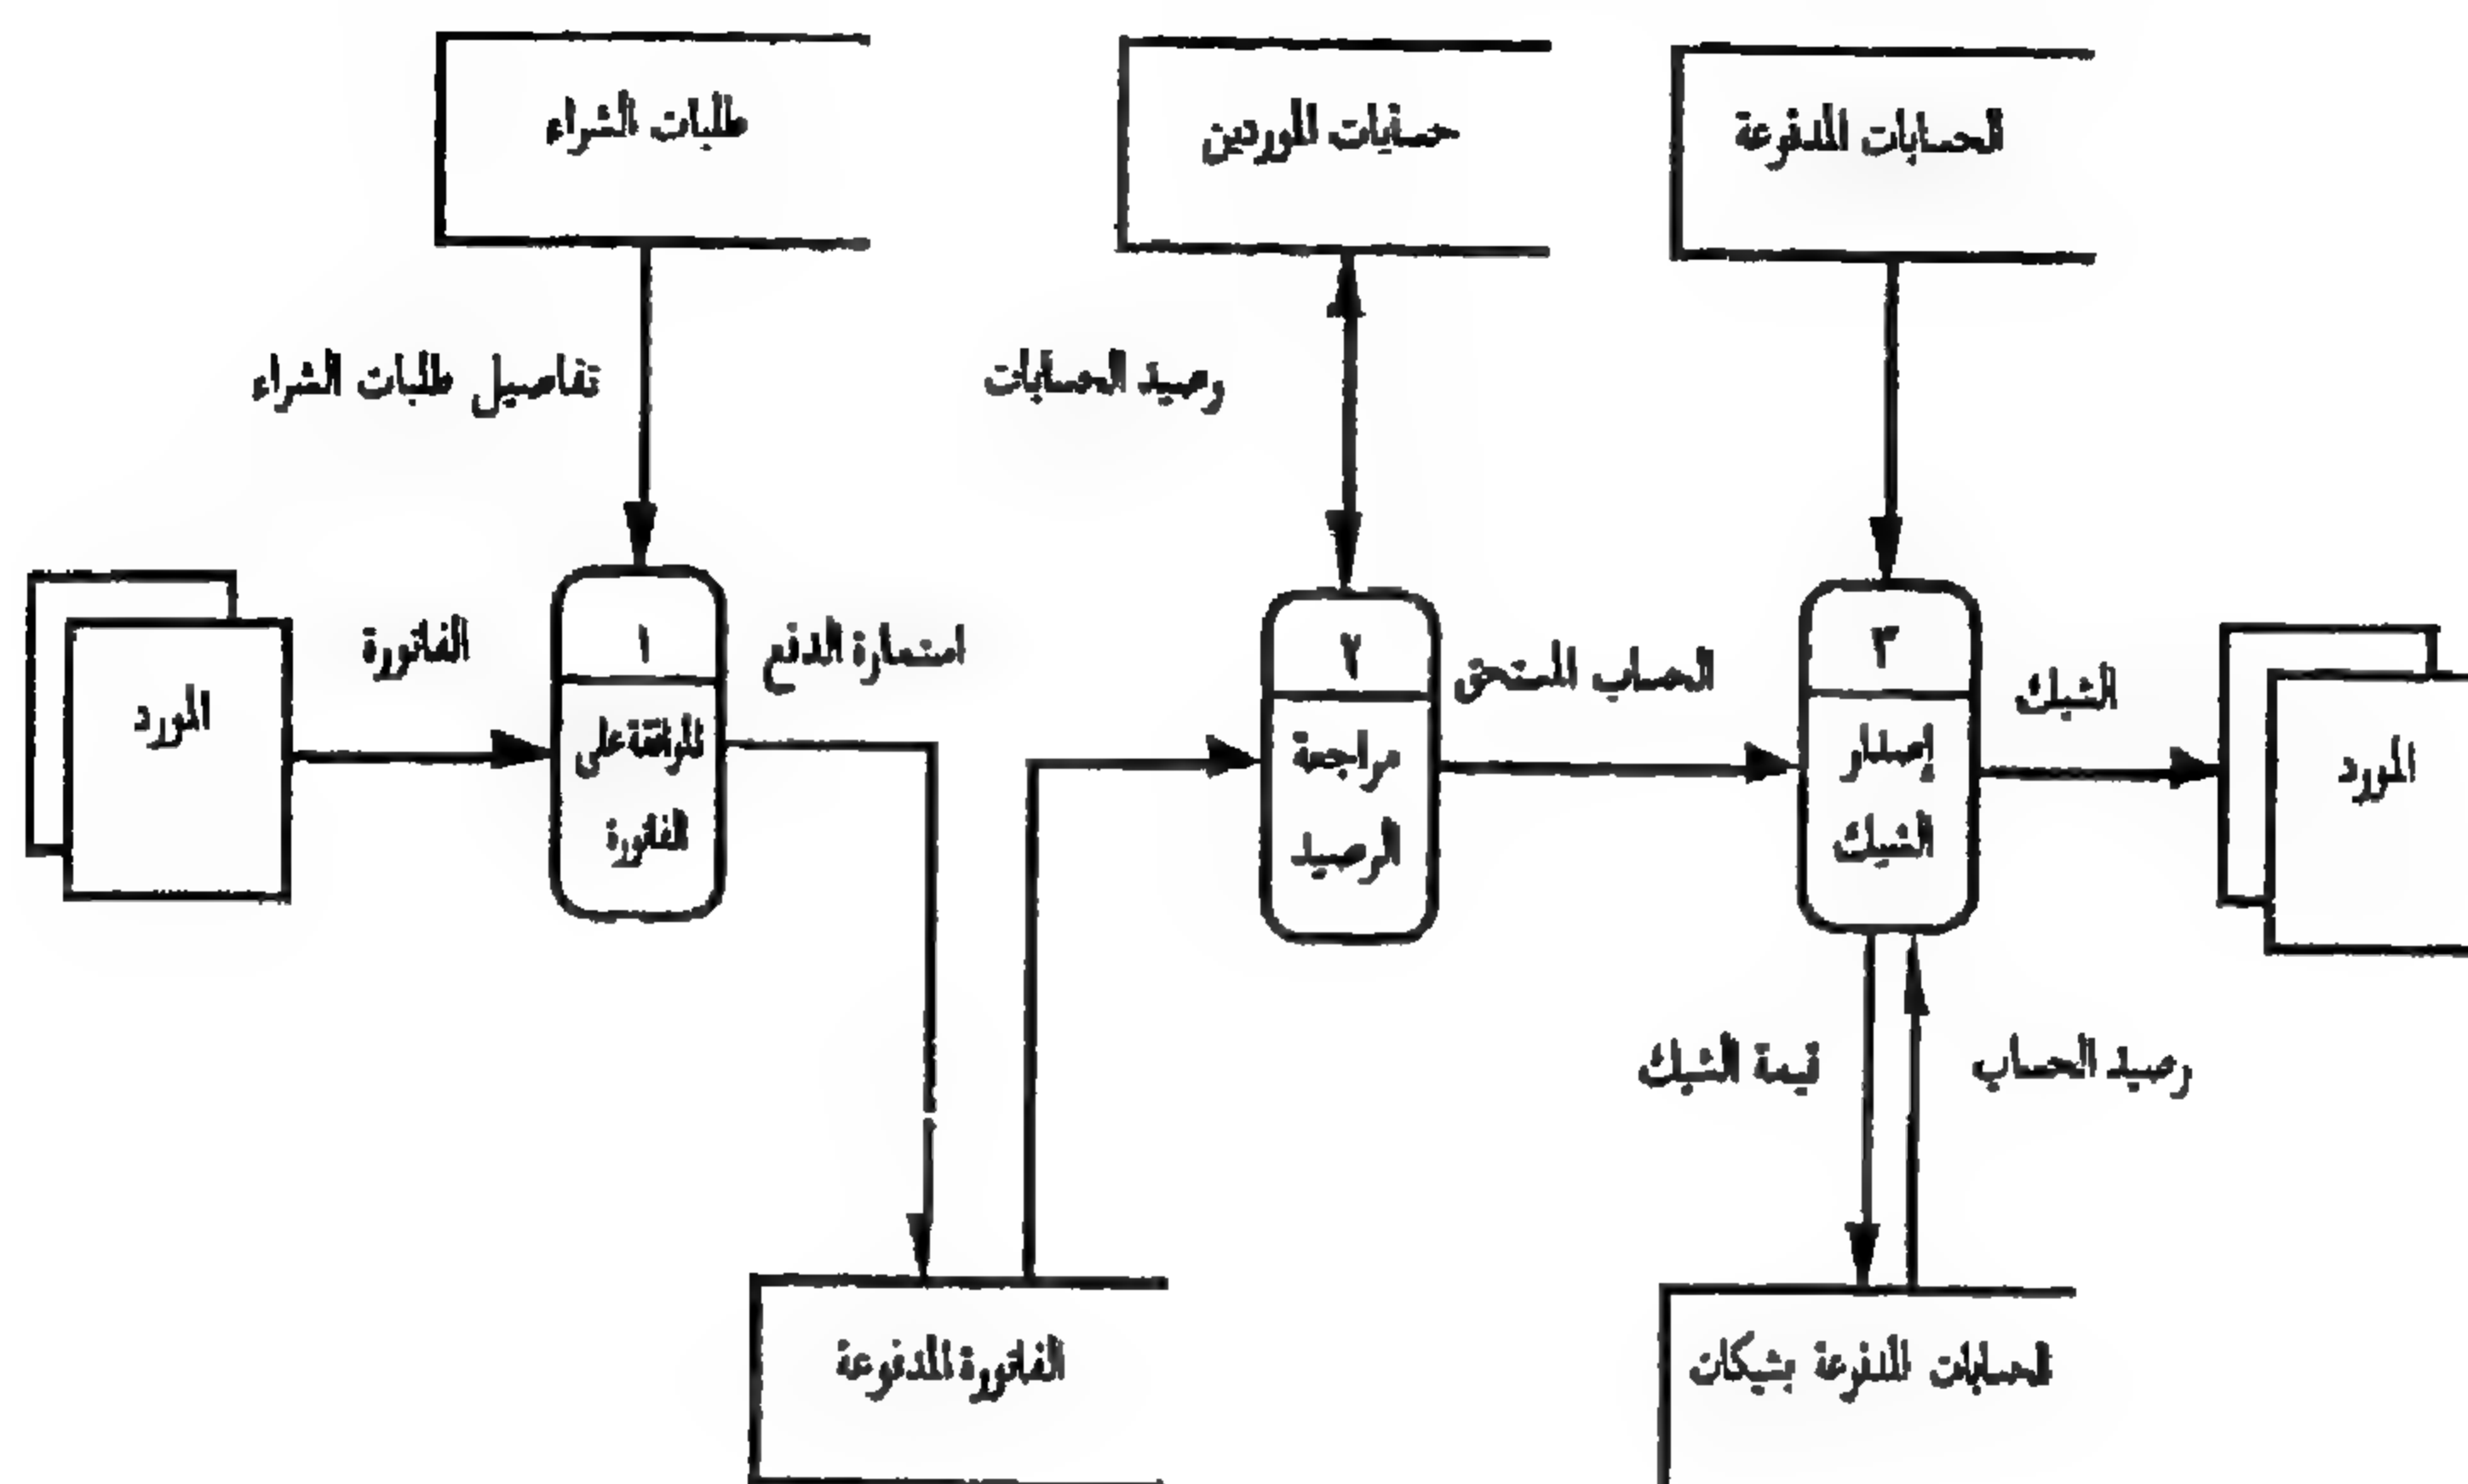 طلبات الشراء
حسابات الموردين
الحسابات المدفوعة
تفاصيل طلبات الشراء
رصيد الحسابات
المورد
الفاتورة
١
الموافقة على
الفاتورة
استمارة الدفع
٢
مراجعة
الرصيد
الحساب المستحق
٣
إصدار
الشيك
الشيك
المورد
قيمة الشيك
رصيد الحساب
الفاتورة المدفوعة
الحسابات المدفوعة بشيكات